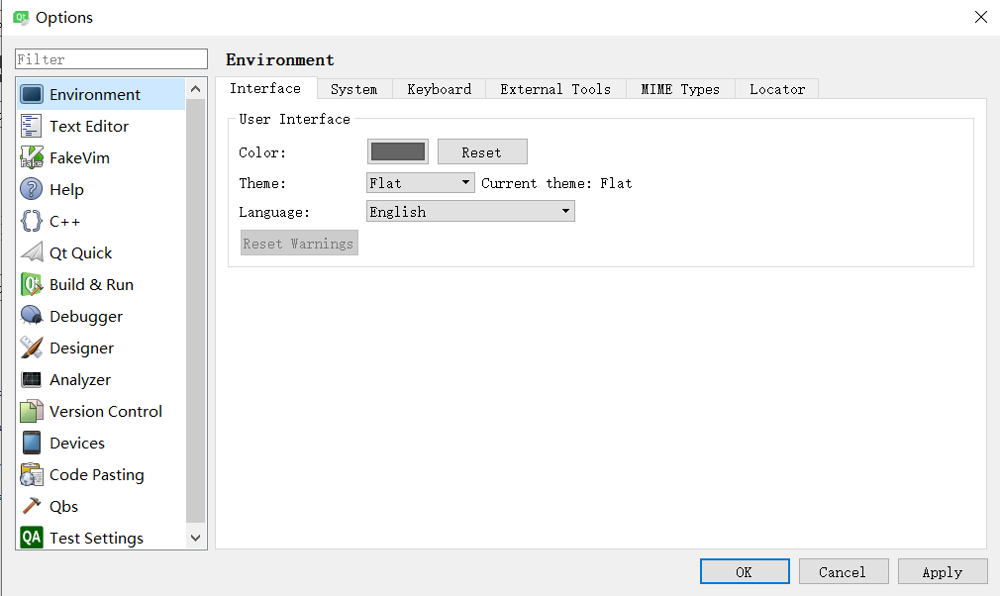 Options
Filter
Environment
Text Editor
FakeVim
Help
C++
Qt Quick
Build & Run
Debugger
Designer
Analyzer
Version Control
Devices
Code Pasting
Qbs
QA Test Settings
Environment
Interface System Keyboard External Tools MIME Types Locator
User Interface
Color: Reset
Theme: Flat Current theme: Flat
Language: English
Reset Warnings
OK Cancel Apply